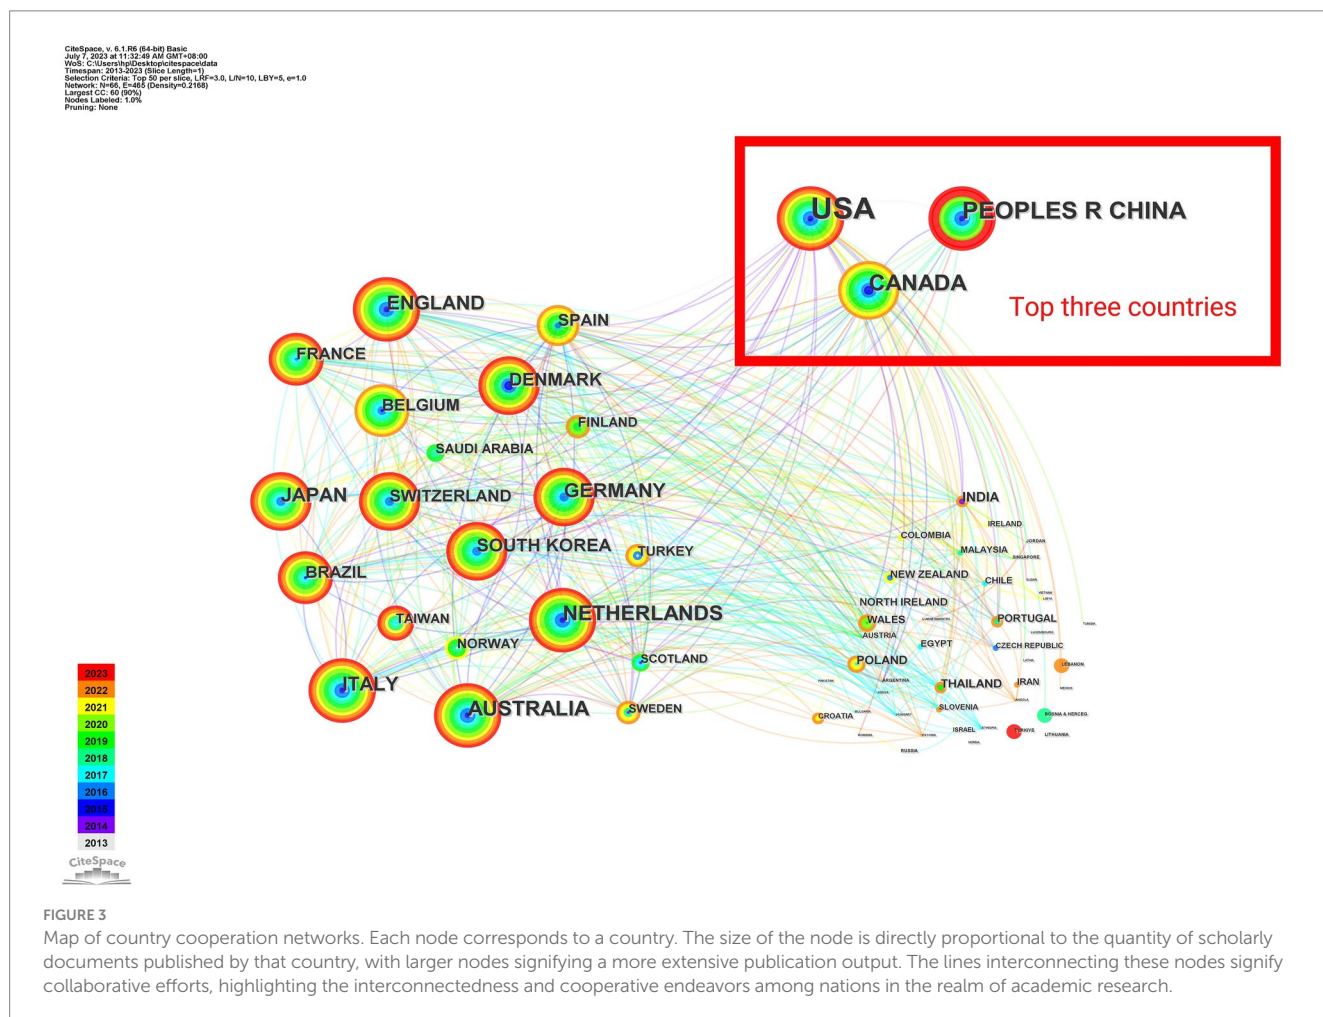 CiteSpace, v. 6.1.R6 (64-bit) Basic
July 7, 2023 at 11:32:49 AM GMT+08:00
WoS: C:\Users\hp\Desktop\citespace\data
Timespan: 2013-2023 (Slice Length=1)
Selection Criteria: Top 50 per slice, LRF=3.0, L/N=10, LBY=5, e=1.0
Network: N=66, E=465 (Density=0.2168)
Largest CC: 60 (90%)
Nodes Labeled: 1.0%
Pruning: None
USA
PEOPLES R CHINA
CANADA
Top three countries
ENGLAND
SPAIN
FRANCE
DENMARK
BELGIUM
FINLAND
SAUDI ARABIA
JAPAN
SWITZERLAND
GERMANY
SOUTH KOREA
TURKEY
BRAZIL
TAIWAN
NETHERLANDS
NORWAY
SCOTLAND
ITALY
AUSTRALIA
SWEDEN
INDIA
IRELAND
COLOMBIA
JORDAN
MALAYSIA
SINGAPORE
NEW ZEALAND
CHILE
NORTH IRELAND
WALES
PORTUGAL
AUSTRIA
EGYPT
CZECH REPUBLIC
POLAND
LEBANON
ARGENTINA
THAILAND
IRAN
MEXICO
SLOVENIA
CROATIA
BOSNIA & HERCEG
ISRAEL
TURKIYE
LITHUANIA
RUSSIA
2023
2022
2021
2020
2019
2018
2017
2016
2015
2014
2013
CiteSpace
FIGURE 3
Map of country cooperation networks. Each node corresponds to a country. The size of the node is directly proportional to the quantity of scholarly
documents published by that country, with larger nodes signifying a more extensive publication output. The lines interconnecting these nodes signify
collaborative efforts, highlighting the interconnectedness and cooperative endeavors among nations in the realm of academic research.